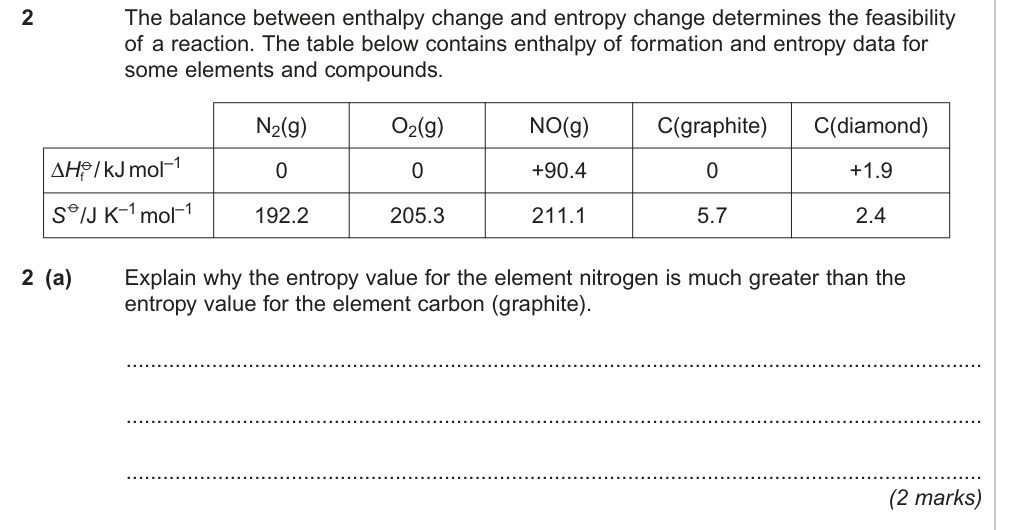 2 The balance between enthalpy change and entropy change determines the feasibility
of a reaction. The table below contains enthalpy of formation and entropy data for
some elements and compounds.
N₂(g) O₂(g) NO(g) C(graphite) C(diamond)
ΔHf⦵/kJ mol⁻¹ 0 0 +90.4 0 +1.9
S⦵/J K⁻¹ mol⁻¹ 192.2 205.3 211.1 5.7 2.4
2 (a) Explain why the entropy value for the element nitrogen is much greater than the
entropy value for the element carbon (graphite).
(2 marks)